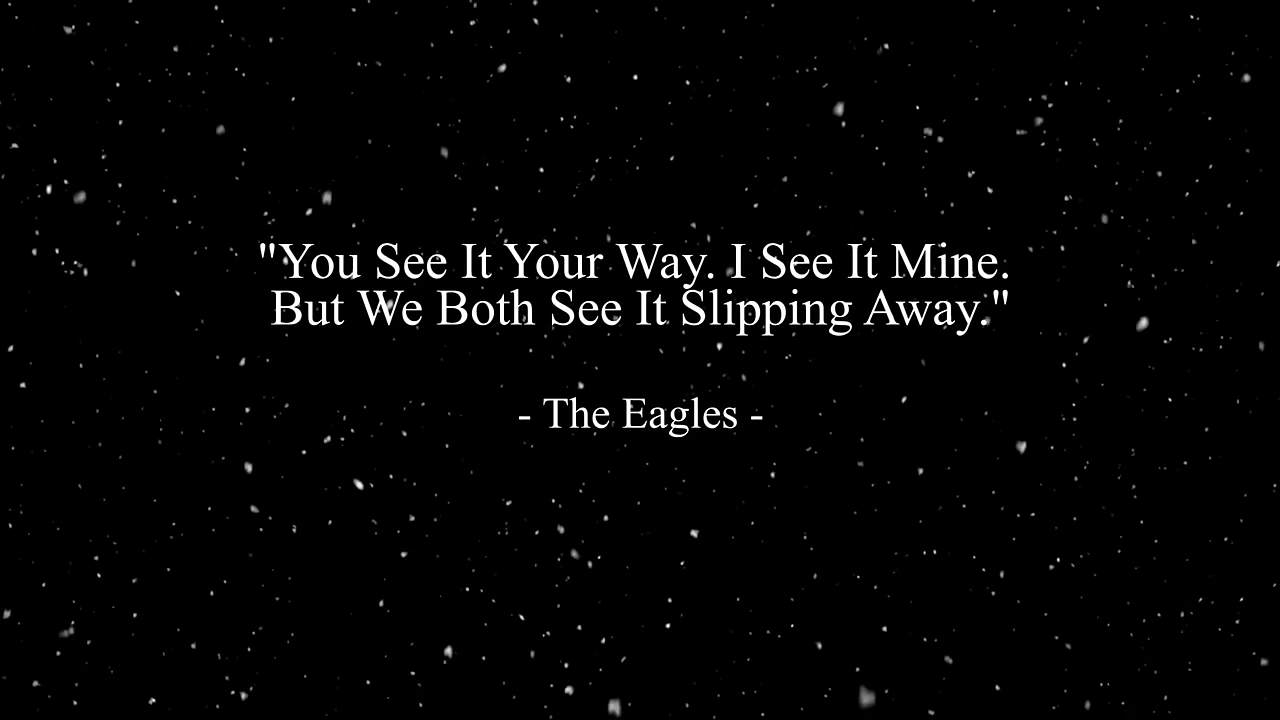 "You See It Your Way. I See It Mine.
But We Both See It Slipping Away."
- The Eagles -